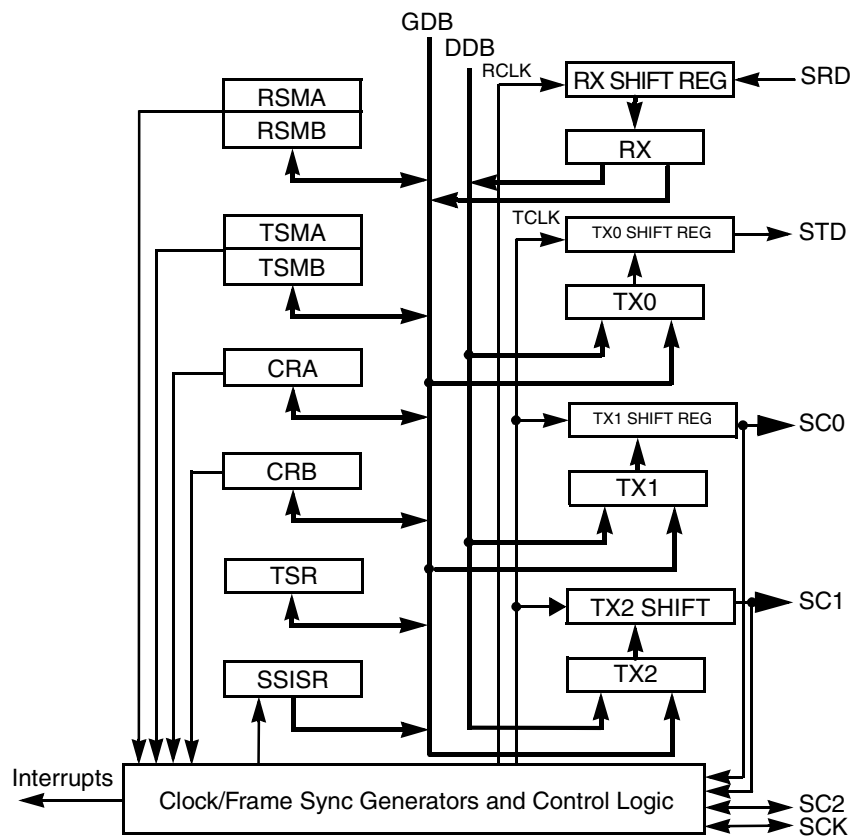 GDB
DDB
RCLK
RX SHIFT REG
SRD
RSMA
RSMB
RX
TCLK
TX0 SHIFT REG
STD
TSMA
TSMB
TX0
CRA
TX1 SHIFT REG
SC0
CRB
TX1
TSR
TX2 SHIFT
SC1
SSISR
TX2
Interrupts
Clock/Frame Sync Generators and Control Logic
SC2
SCK